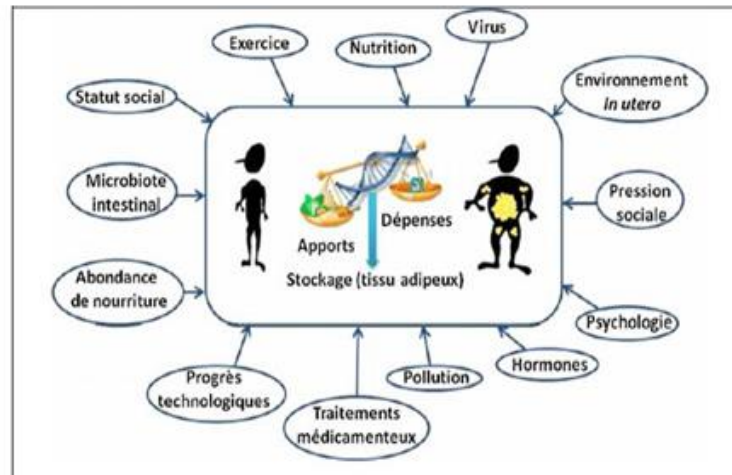 Virus
Exercice
Nutrition
Environnement
In utero
Statut social
Microbiote
intestinal
Pression
sociale
Dépenses
Apports
Stockage (tissu adipeux)
Abondance
de nourriture
Psychologie
Hormones
Pollution
Progrès
technologiques
Traitements
médicamenteux